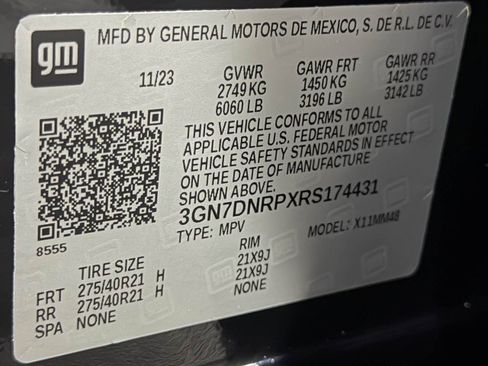 gm
MFD BY GENERAL MOTORS DE MEXICO, S. DE R.L. DE C.V.
11/23 GVWR GAWR FRT GAWR RR
2749 KG 1450 KG 1425 KG
6060 LB 3196 LB 3142 LB
THIS VEHICLE CONFORMS TO ALL
APPLICABLE U.S. FEDERAL MOTOR
VEHICLE SAFETY STANDARDS IN EFFECT
ON THE DATE OF MANUFACTURE
SHOWN ABOVE.
3GN7DNRPXRS174431
8555 TYPE: MPV MODEL: X11MM48
TIRE SIZE RIM
FRT 275/40R21 H 21X9J
RR 275/40R21 H 21X9J
SPA NONE NONE